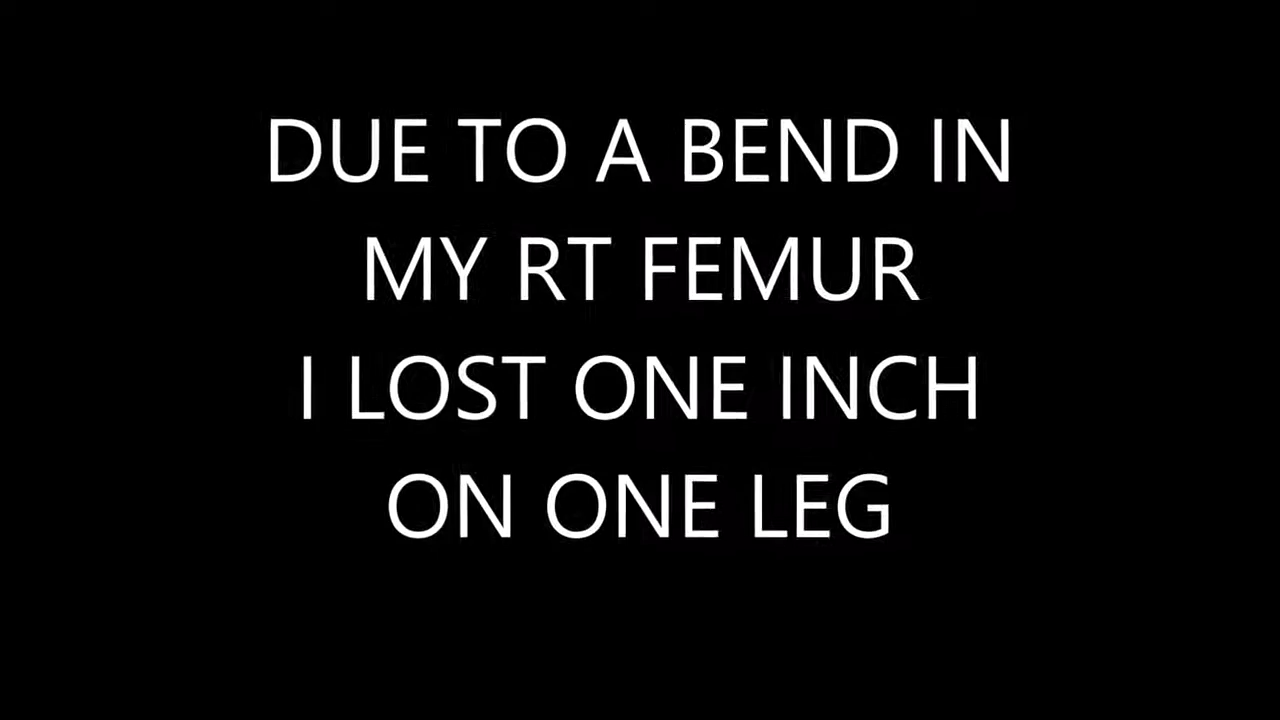 DUE TO A BEND IN
MY RT FEMUR
I LOST ONE INCH
ON ONE LEG